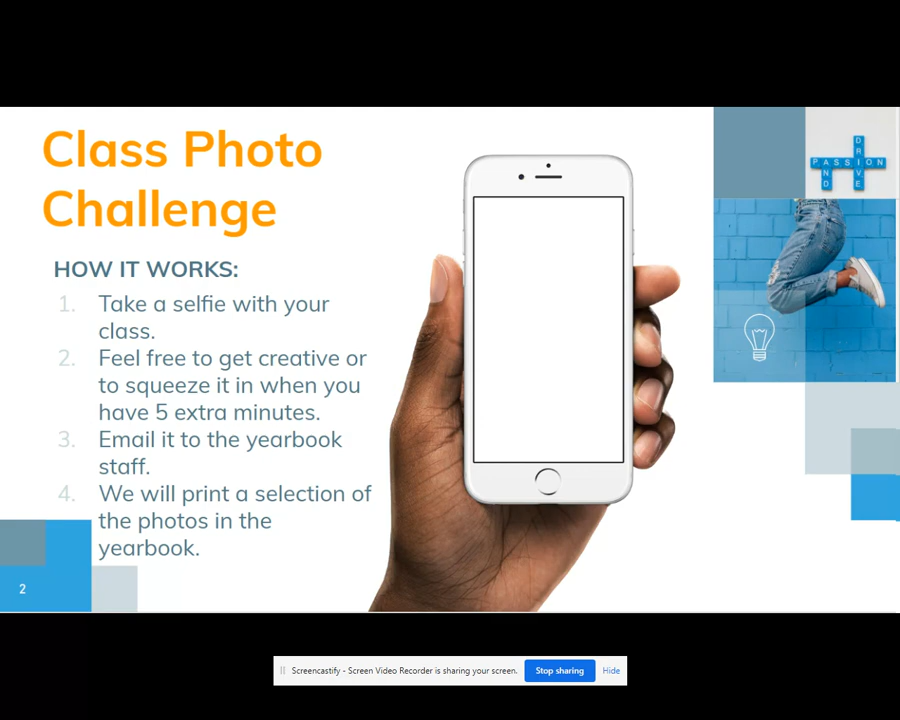 Class Photo
Challenge
HOW IT WORKS:
1. Take a selfie with your
class.
2. Feel free to get creative or
to squeeze it in when you
have 5 extra minutes.
3. Email it to the yearbook
staff.
4. We will print a selection of
the photos in the
yearbook.
2
PASSION
AND
DRIVE
Screencastify - Screen Video Recorder is sharing your screen.
Stop sharing
Hide